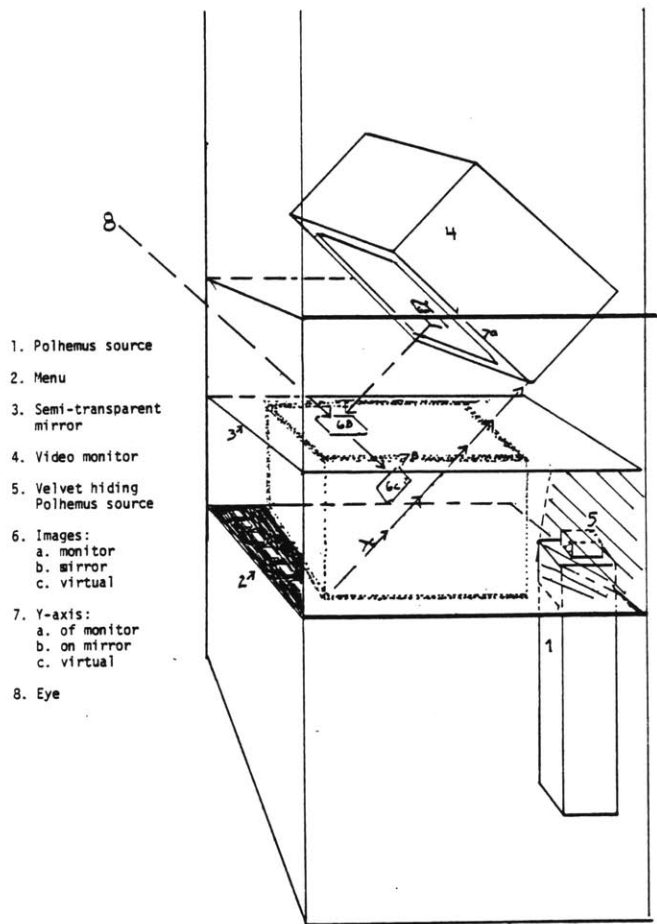 8
4
7a
1. Polhemus source
2. Menu
3. Semi-transparent
mirror
4. Video monitor
5. Velvet hiding
Polhemus source
6. Images:
a. monitor
b. mirror
c. virtual
7. Y-axis:
a. of monitor
b. on mirror
c. virtual
8. Eye
6B
3
7B
6c
5
2
1